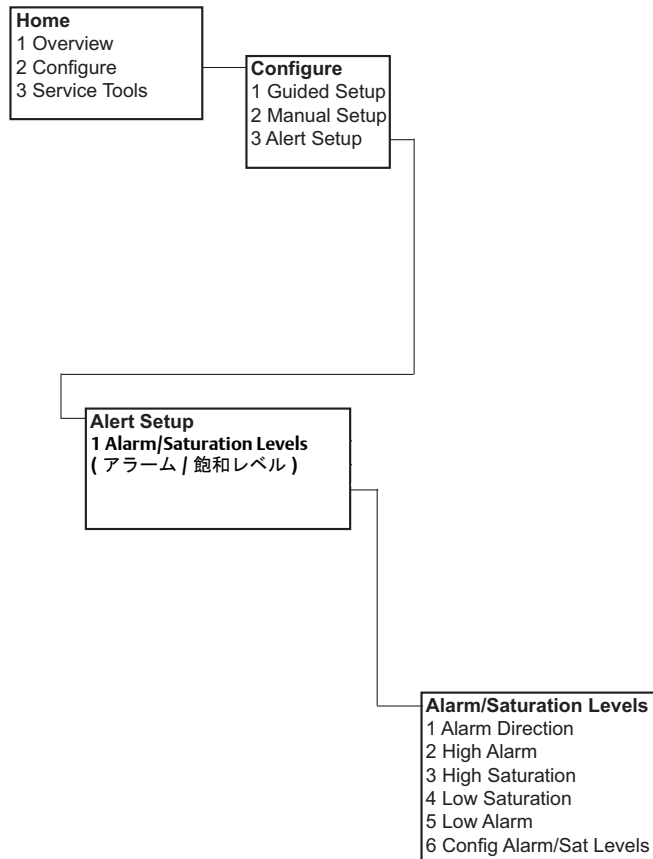 Home
1 Overview
2 Configure
3 Service Tools
Configure
1 Guided Setup
2 Manual Setup
3 Alert Setup
Alert Setup
1 Alarm/Saturation Levels
( アラーム / 飽和レベル )
Alarm/Saturation Levels
1 Alarm Direction
2 High Alarm
3 High Saturation
4 Low Saturation
5 Low Alarm
6 Config Alarm/Sat Levels